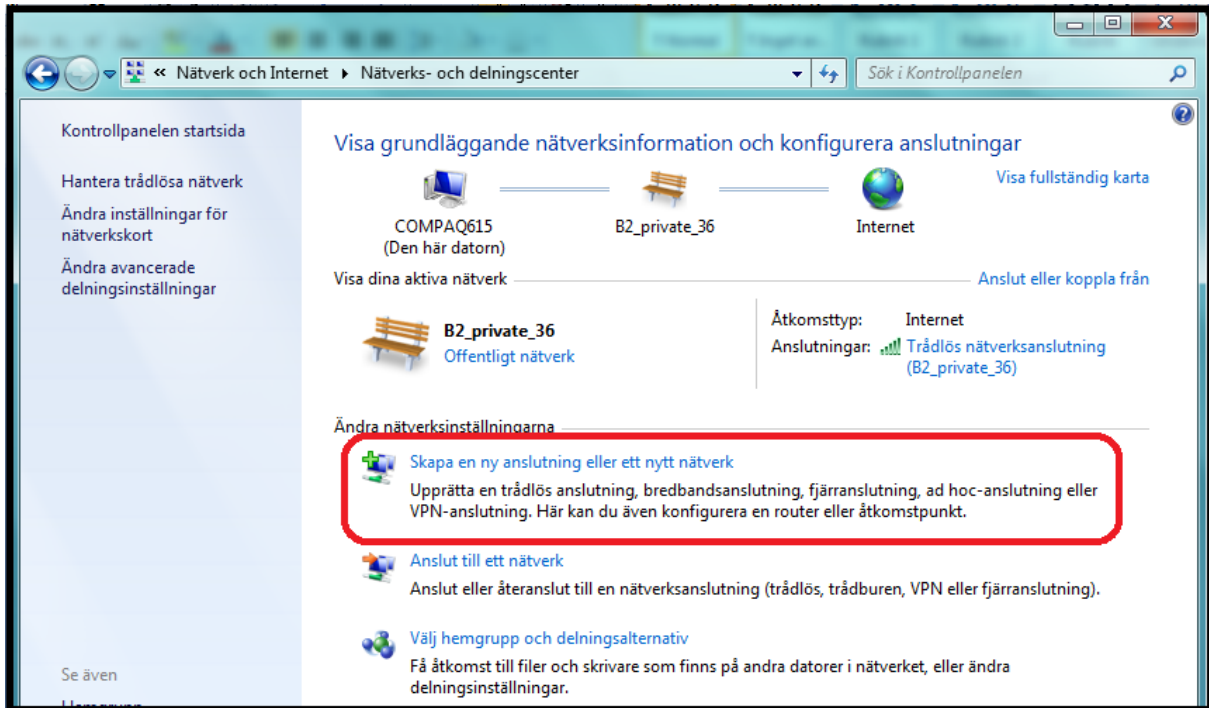 « Nätverk och Internet ▸ Nätverks- och delningscenter
Sök i Kontrollpanelen
Kontrollpanelen startsida
Hantera trådlösa nätverk
Ändra inställningar för
nätverkskort
Ändra avancerade
delningsinställningar
Se även
Visa grundläggande nätverksinformation och konfigurera anslutningar
Visa fullständig karta
COMPAQ615
(Den här datorn)
B2_private_36
Internet
Visa dina aktiva nätverk
Anslut eller koppla från
B2_private_36
Offentligt nätverk
Åtkomsttyp: Internet
Anslutningar: Trådlös nätverksanslutning
(B2_private_36)
Ändra nätverksinställningarna
Skapa en ny anslutning eller ett nytt nätverk
Upprätta en trådlös anslutning, bredbandsanslutning, fjärranslutning, ad hoc-anslutning eller
VPN-anslutning. Här kan du även konfigurera en router eller åtkomstpunkt.
Anslut till ett nätverk
Anslut eller återanslut till en nätverksanslutning (trådlös, trådburen, VPN eller fjärranslutning).
Välj hemgrupp och delningsalternativ
Få åtkomst till filer och skrivare som finns på andra datorer i nätverket, eller ändra
delningsinställningar.